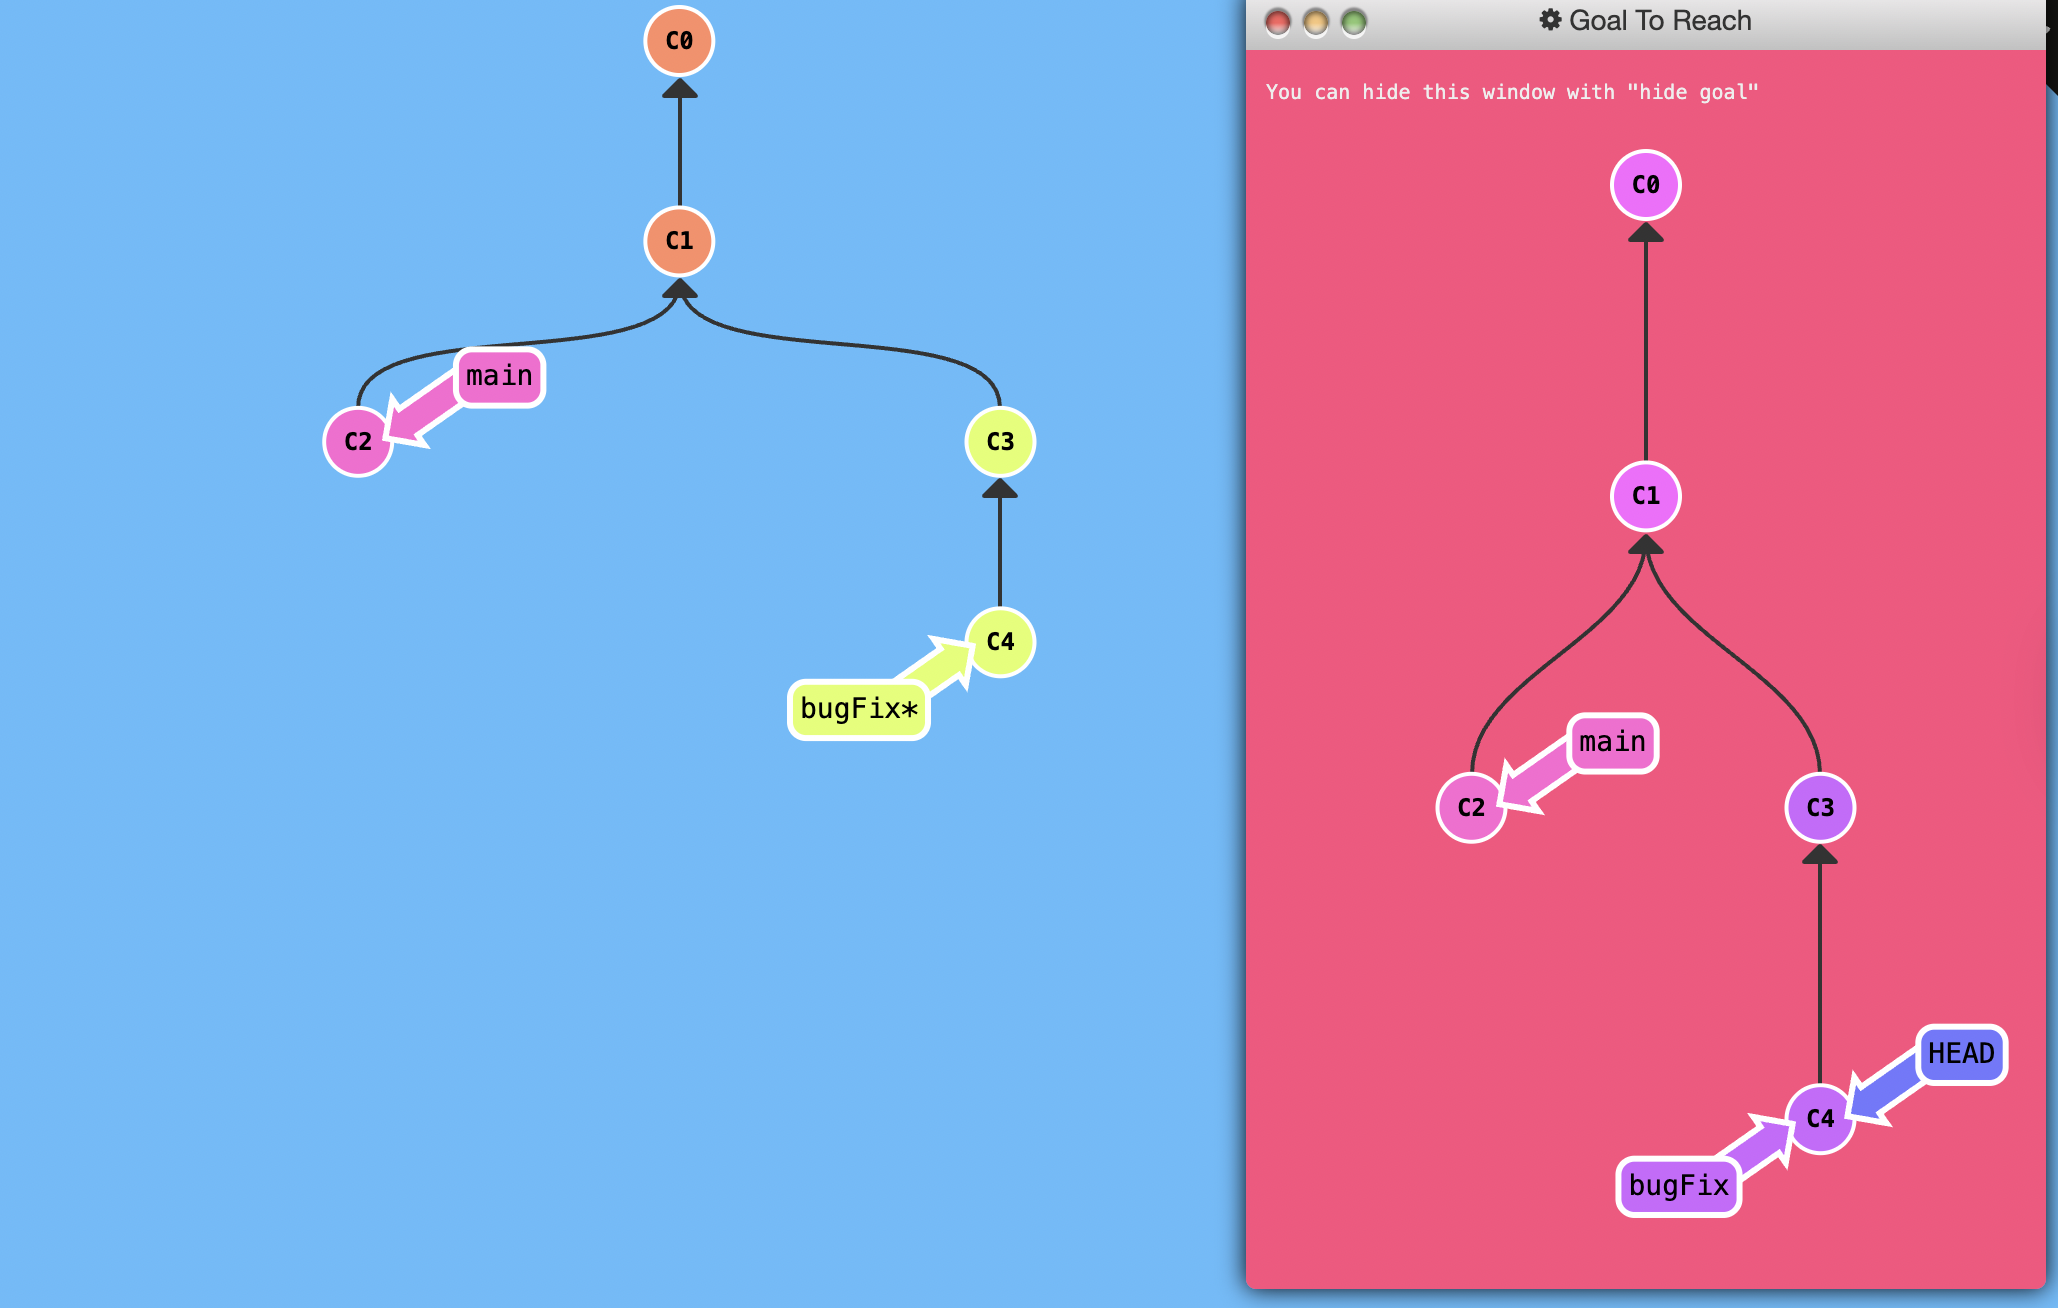 C0
C1
main
C2
C3
C4
bugFix*
Goal To Reach
You can hide this window with "hide goal"
C0
C1
main
C2
C3
HEAD
C4
bugFix